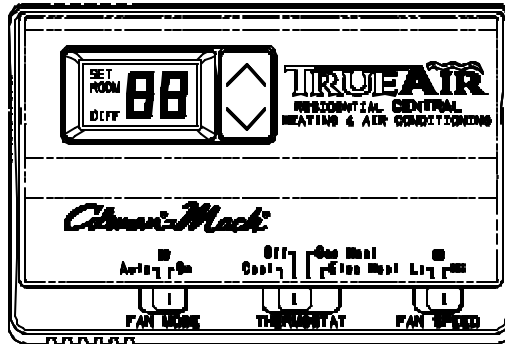 SET
ROOM
DIFF
88
TRUEAIR
RESIDENTIAL CENTRAL
HEATING & AIR CONDITIONING
Coleman-Mach
Off Gas Heat
Auto On Cool Elec Heat Lo
FAN MODE THERMOSTAT FAN SPEED